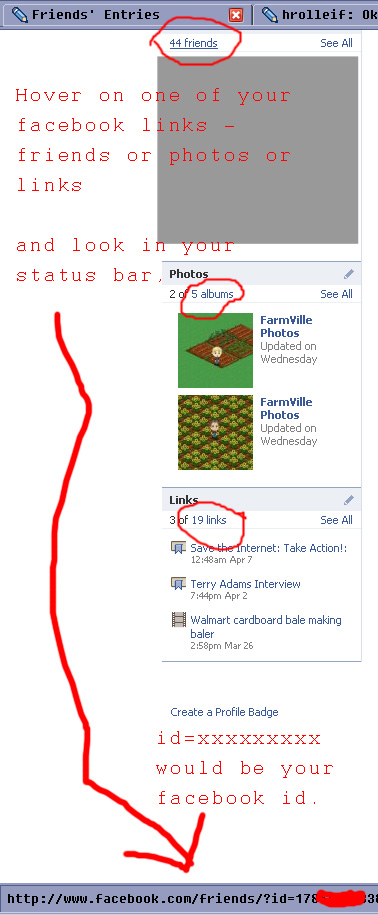 Friends' Entries
hrolleif: Ok
44 friends See All
Hover on one of your
facebook links -
friends or photos or
links
and look in your
status bar,
Photos
2 of 5 albums See All
FarmVille
Photos
Updated on
Wednesday
FarmVille
Photos
Updated on
Wednesday
Links
3 of 19 links See All
Save the Internet: Take Action!:
12:48am Apr 7
Terry Adams Interview
7:44pm Apr 2
Walmart cardboard bale making
baler
2:58pm Mar 26
Create a Profile Badge
id=xxxxxxxxx
would be your
facebook id.
http://www.facebook.com/friends/?id=178